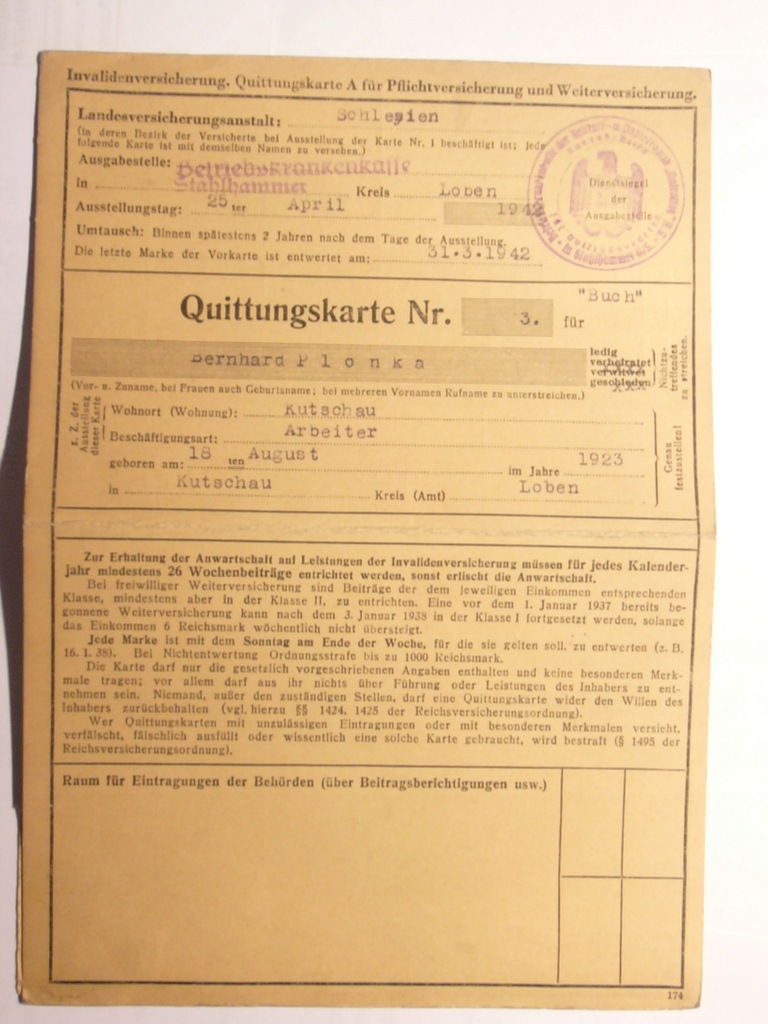 Invalidenversicherung. Quittungskarte A für Pflichtversicherung und Weiterversicherung.
Landesversicherungsanstalt: Schlesien
(in deren Bezirk der Versicherte bei Ausstellung der Karte Nr. 1 beschäftigt ist; jede
folgende Karte ist mit demselben Namen zu versehen.)
Ausgabestelle: Betriebskrankenkasse
Stahlhammer
in Kreis Loben
Ausstellungstag: 25 ter April 1942
Umtausch: Binnen spätestens 2 Jahren nach dem Tage der Ausstellung.
Die letzte Marke der Vorkarte ist entwertet am: 31.3.1942
Dienstsiegel
der
Ausgabestelle
"Buch"
Quittungskarte Nr. 3. für
Bernhard Plonka
ledig
verheiratet
verwitwet
geschieden
Nichtzu-
treffendes
zu streichen.
(Vor- u. Zuname, bei Frauen auch Geburtsname; bei mehreren Vornamen Rufname zu unterstreichen.)
z. Z. der
Ausstellung
dieser Karte
Wohnort (Wohnung): Kutschau
Beschäftigungsart: Arbeiter
geboren am: 18 ten August im Jahre 1923
in Kutschau Kreis (Amt) Loben
Genau
festzustellen!
Zur Erhaltung der Anwartschaft auf Leistungen der Invalidenversicherung müssen für jedes Kalender-
jahr mindestens 26 Wochenbeiträge entrichtet werden, sonst erlischt die Anwartschaft.
Bei freiwilliger Weiterversicherung sind Beiträge der dem jeweiligen Einkommen entsprechenden
Klasse, mindestens aber in der Klasse II, zu entrichten. Eine vor dem 1. Januar 1937 bereits be-
gonnene Weiterversicherung kann nach dem 3. Januar 1938 in der Klasse I fortgesetzt werden, solange
das Einkommen 6 Reichsmark wöchentlich nicht übersteigt.
Jede Marke ist mit dem Sonntag am Ende der Woche, für die sie gelten soll, zu entwerten (z. B.
16. 1. 38). Bei Nichtentwertung Ordnungsstrafe bis zu 1000 Reichsmark.
Die Karte darf nur die gesetzlich vorgeschriebenen Angaben enthalten und keine besonderen Merk-
male tragen; vor allem darf aus ihr nichts über Führung oder Leistungen des Inhabers zu ent-
nehmen sein. Niemand, außer den zuständigen Stellen, darf eine Quittungskarte wider den Willen des
Inhabers zurückbehalten (vgl. hierzu §§ 1424, 1425 der Reichsversicherungsordnung).
Wer Quittungskarten mit unzulässigen Eintragungen oder mit besonderen Merkmalen versieht,
verfälscht, fälschlich ausfüllt oder wissentlich eine solche Karte gebraucht, wird bestraft (§ 1495 der
Reichsversicherungsordnung).
Raum für Eintragungen der Behörden (über Beitragsberichtigungen usw.)
174